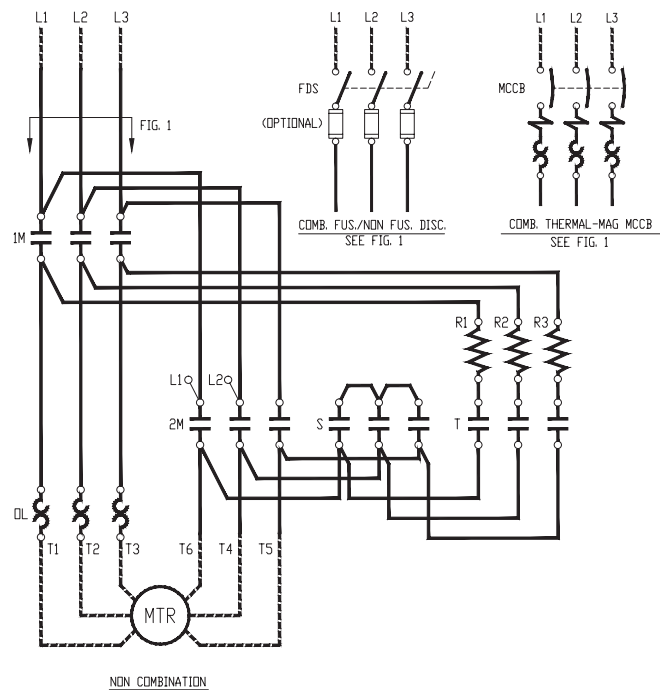 L1 L2 L3
L1 L2 L3
L1 L2 L3
FDS
MCCB
(OPTIONAL)
FIG. 1
COMB. FUS./NON FUS. DISC.
SEE FIG. 1
COMB. THERMAL-MAG MCCB
SEE FIG. 1
1M
R1 R2 R3
L1 L2
2M S T
OL
T1 T2 T3 T6 T4 T5
MTR
NON COMBINATION